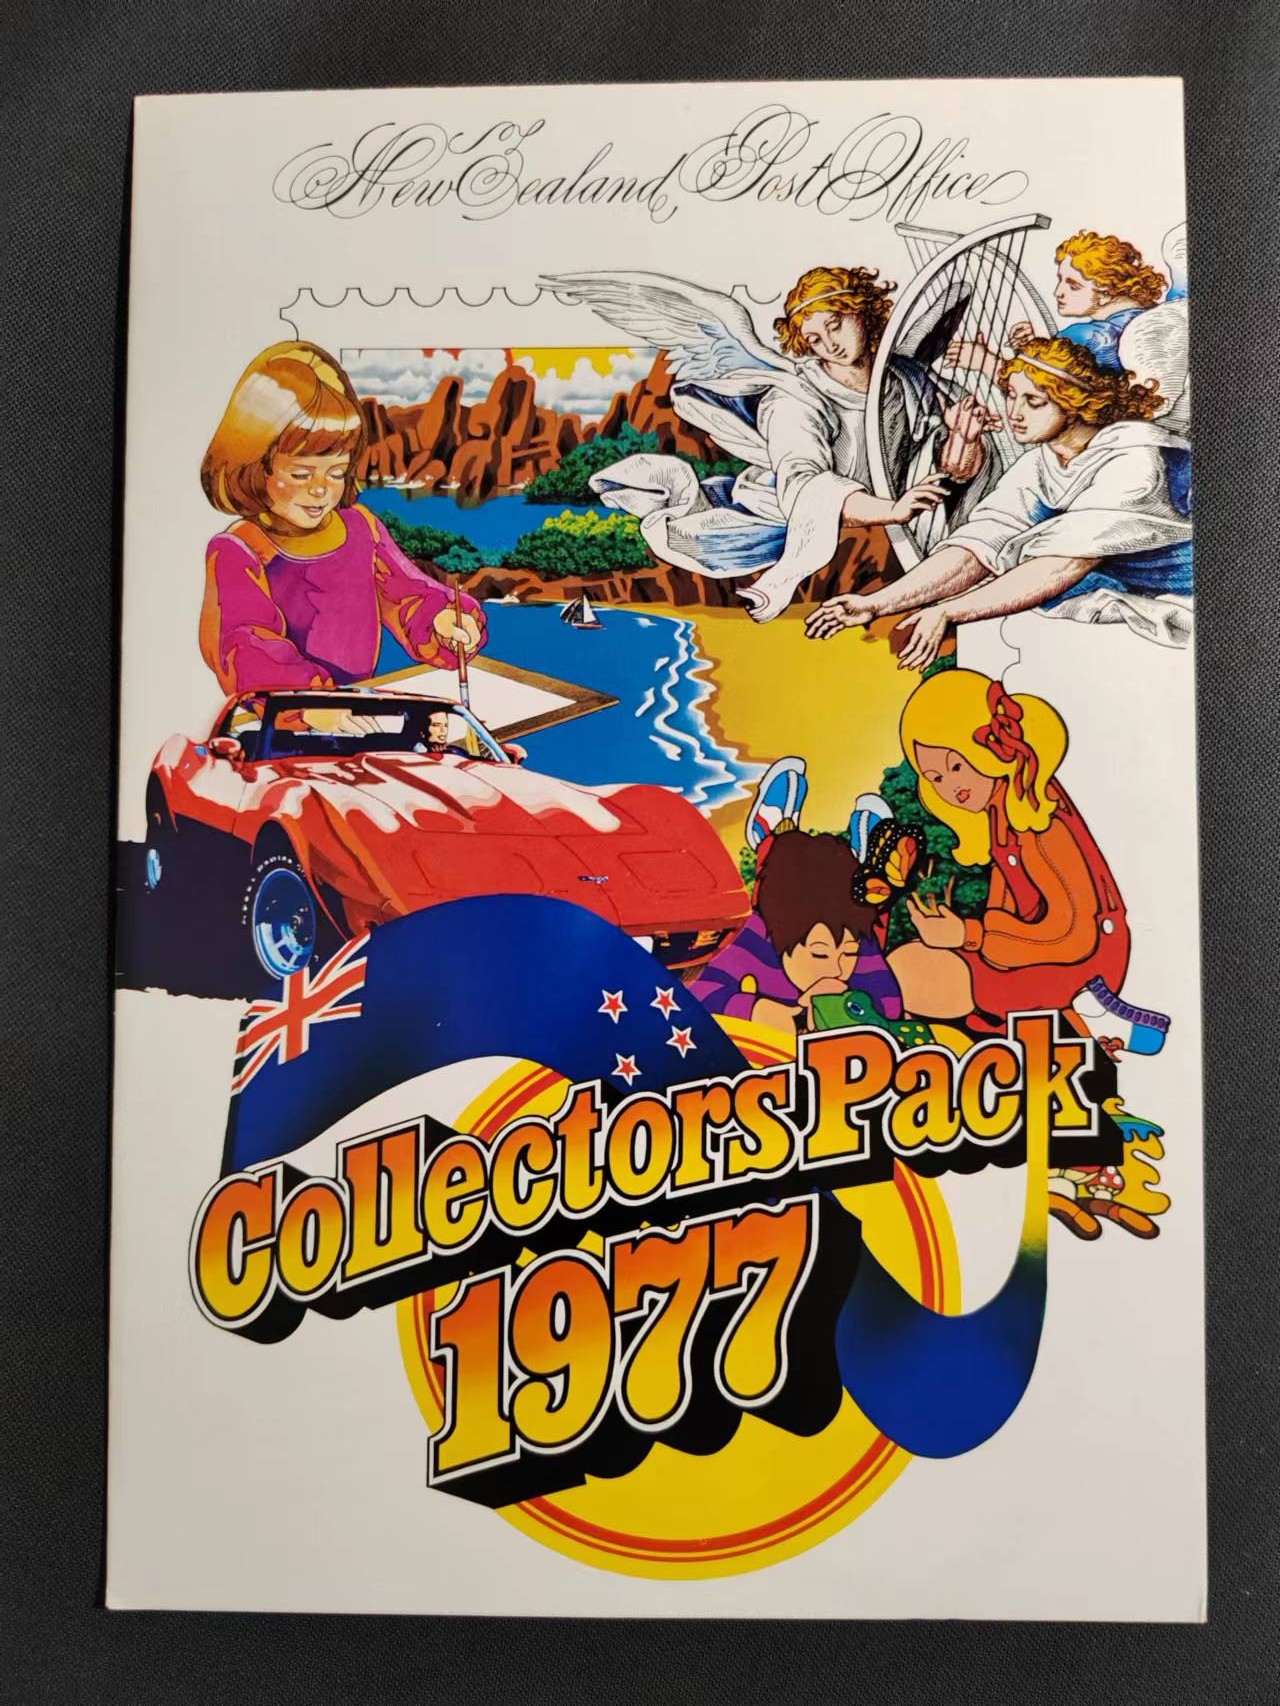 New Zealand Post Office
Collectors Pack
1977